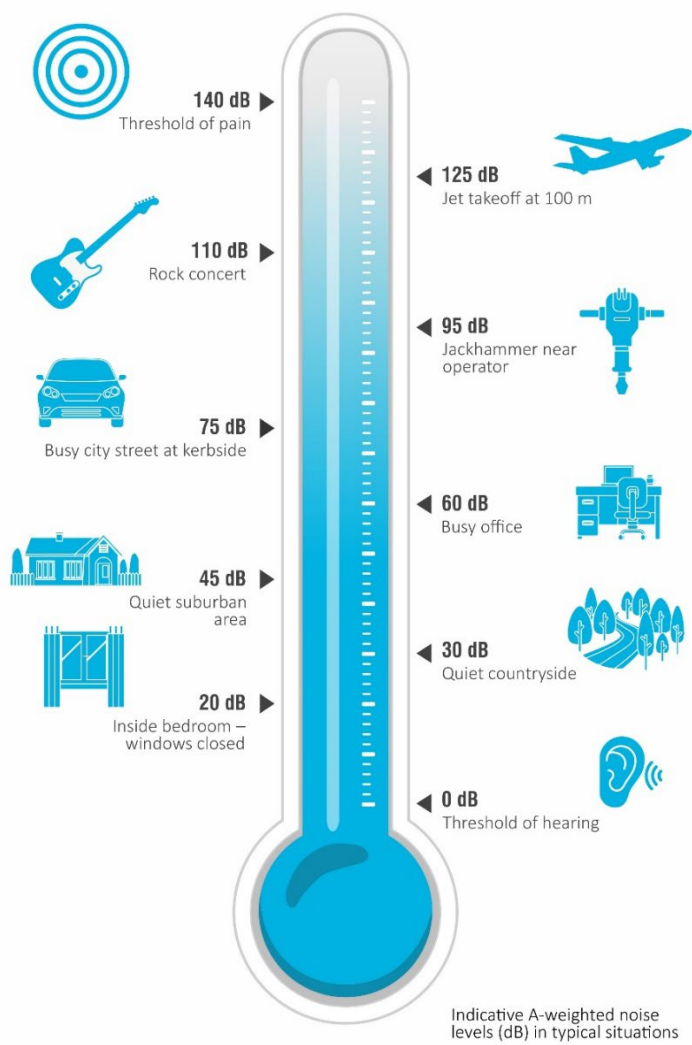 140 dB
Threshold of pain
125 dB
Jet takeoff at 100 m
110 dB
Rock concert
95 dB
Jackhammer near
operator
75 dB
Busy city street at kerbside
60 dB
Busy office
45 dB
Quiet suburban
area
30 dB
Quiet countryside
20 dB
Inside bedroom –
windows closed
0 dB
Threshold of hearing
Indicative A-weighted noise
levels (dB) in typical situations